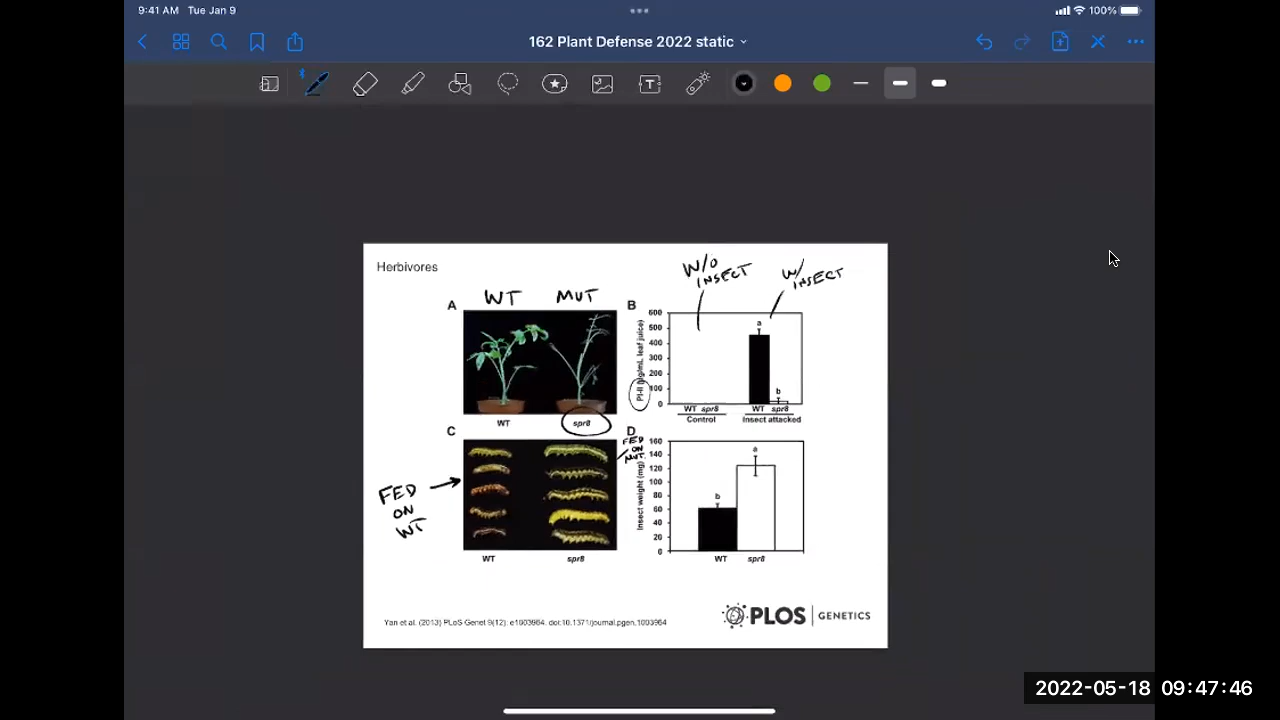 9:41 AM Tue Jan 9
100%
162 Plant Defense 2022 static
Herbivores
W/O INSECT
W/ INSECT
WT MUT
A
B
PI-II (µg/mL leaf juice)
600
500
400
300
200
100
0
a
b
WT spr8 WT spr8
Control Insect attacked
WT spr8
C
D
FED
ON
MUT.
FED
ON
WT
WT spr8
Insect weight (mg)
160
140
120
100
80
60
40
20
0
b
a
WT spr8
PLOS | GENETICS
Yan et al. (2013) PLoS Genet 9(12): e1003964. doi:10.1371/journal.pgen.1003964
2022-05-18 09:47:46